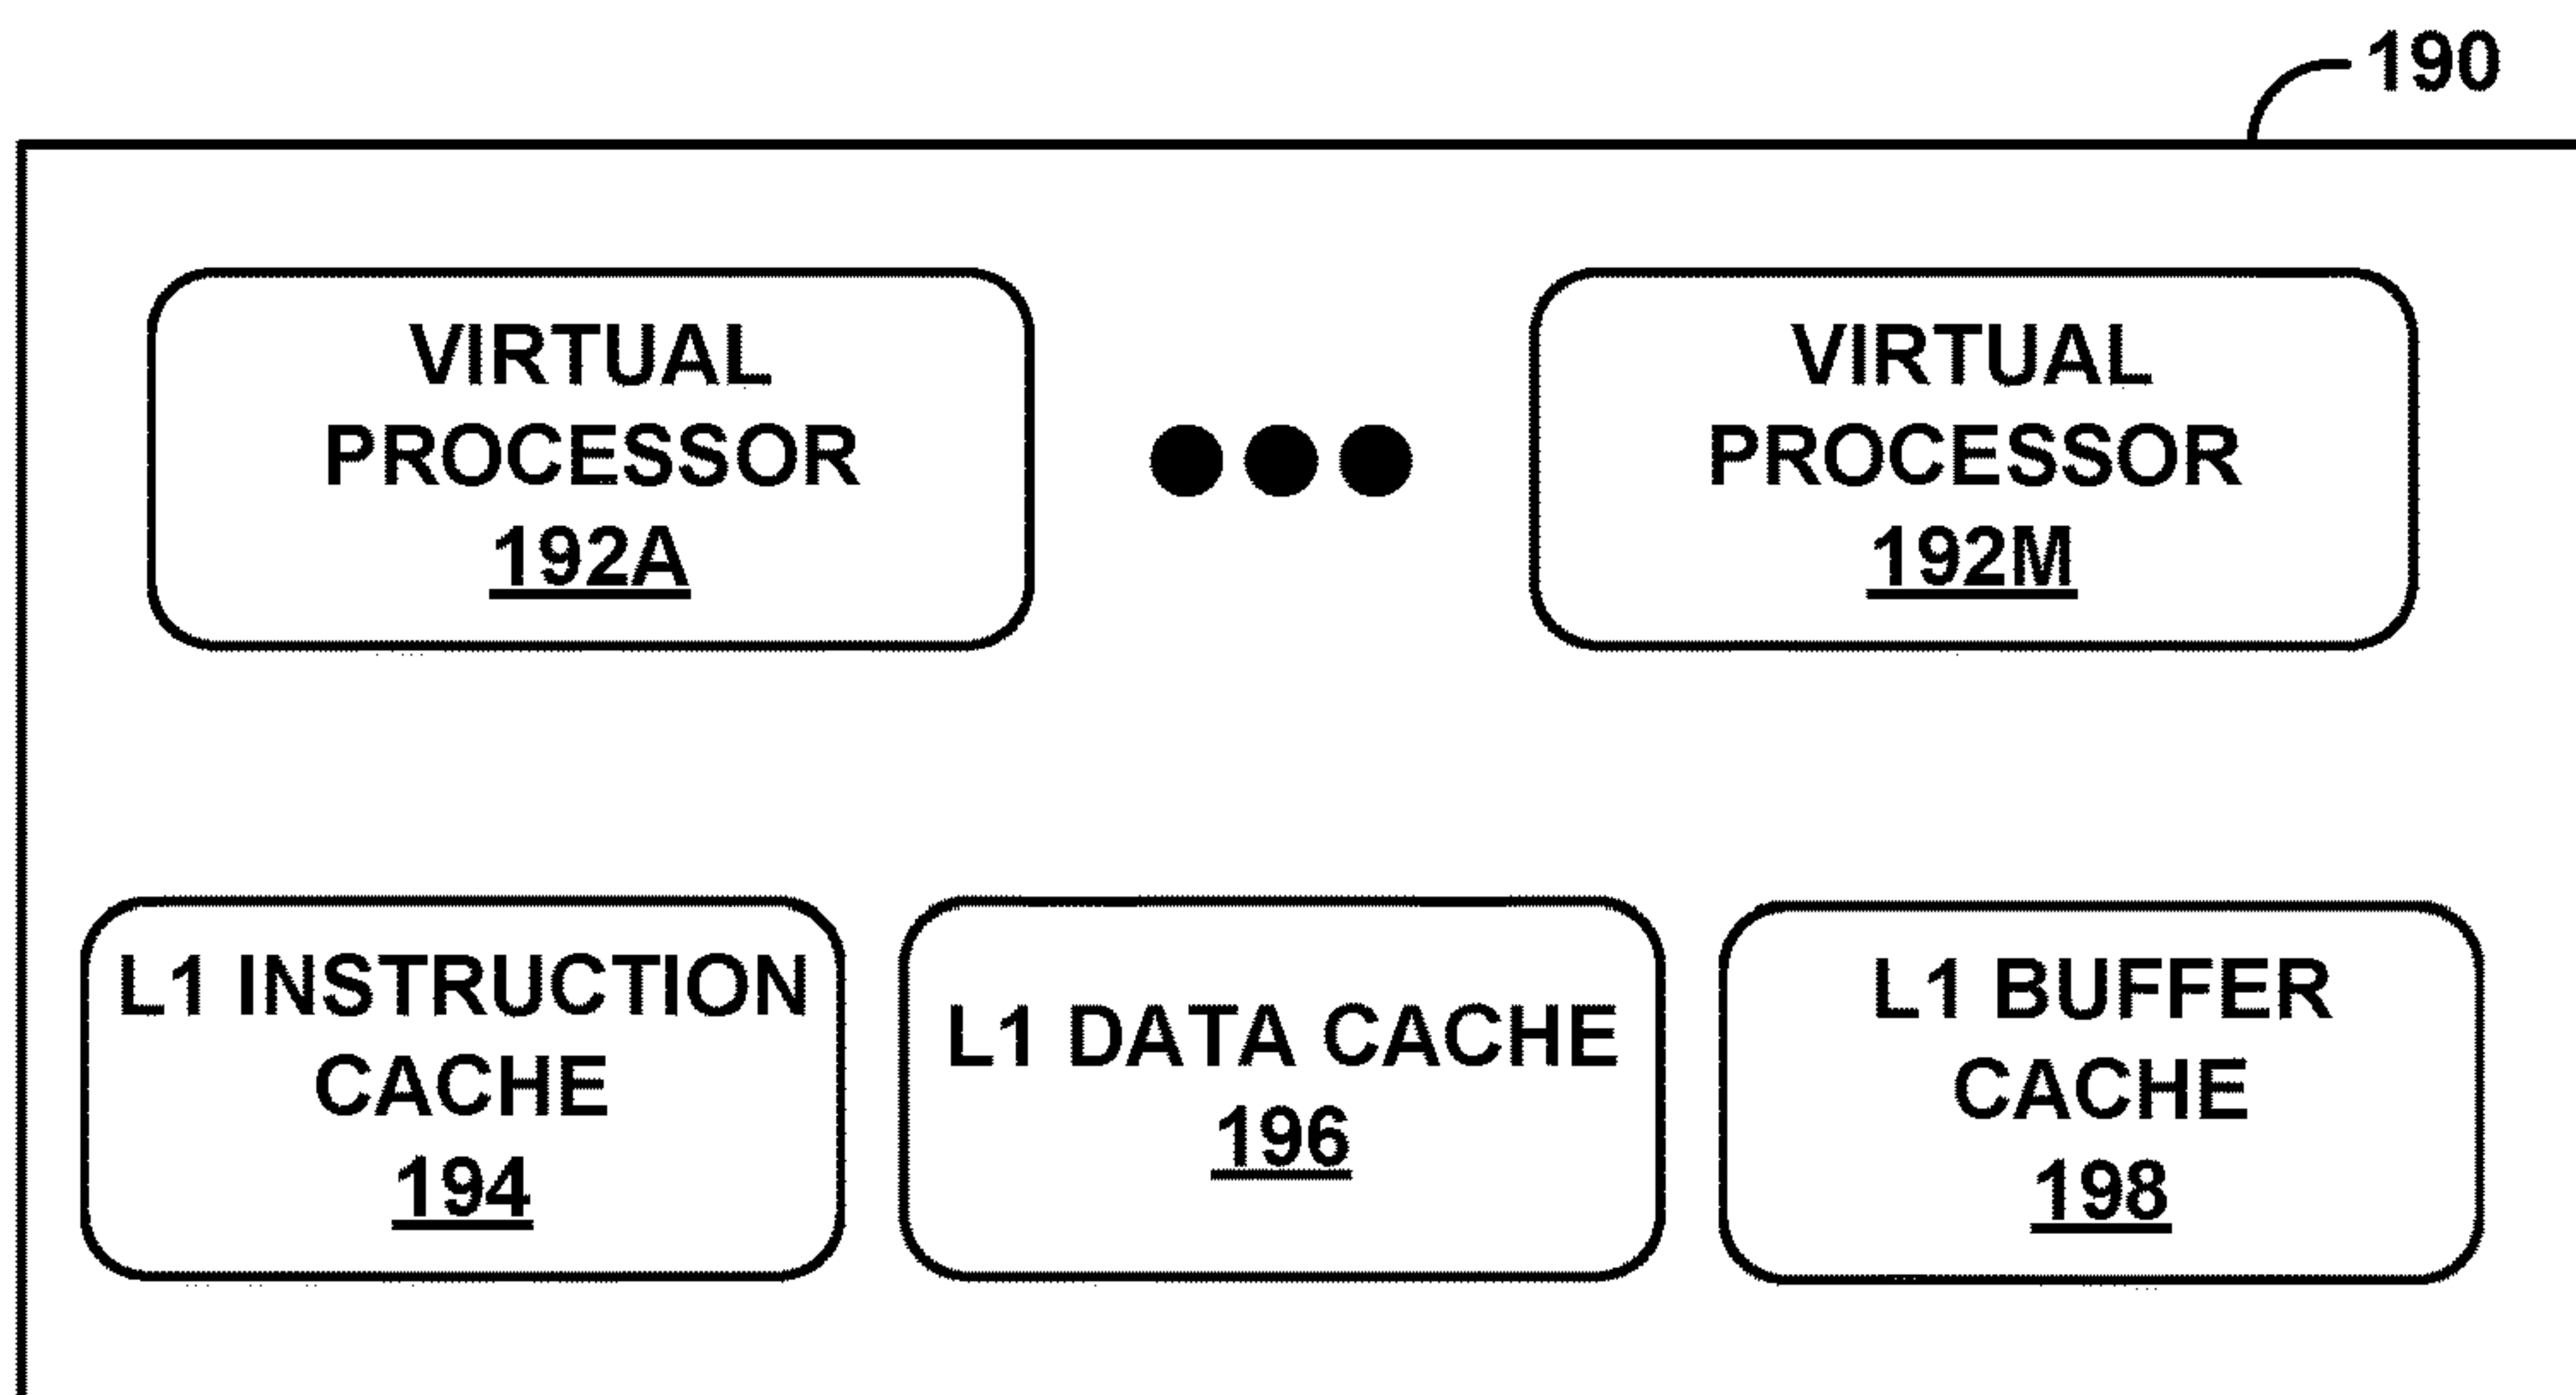 190
VIRTUAL
PROCESSOR
192A
VIRTUAL
PROCESSOR
192M
L1 INSTRUCTION
CACHE
194
L1 DATA CACHE
196
L1 BUFFER
CACHE
198